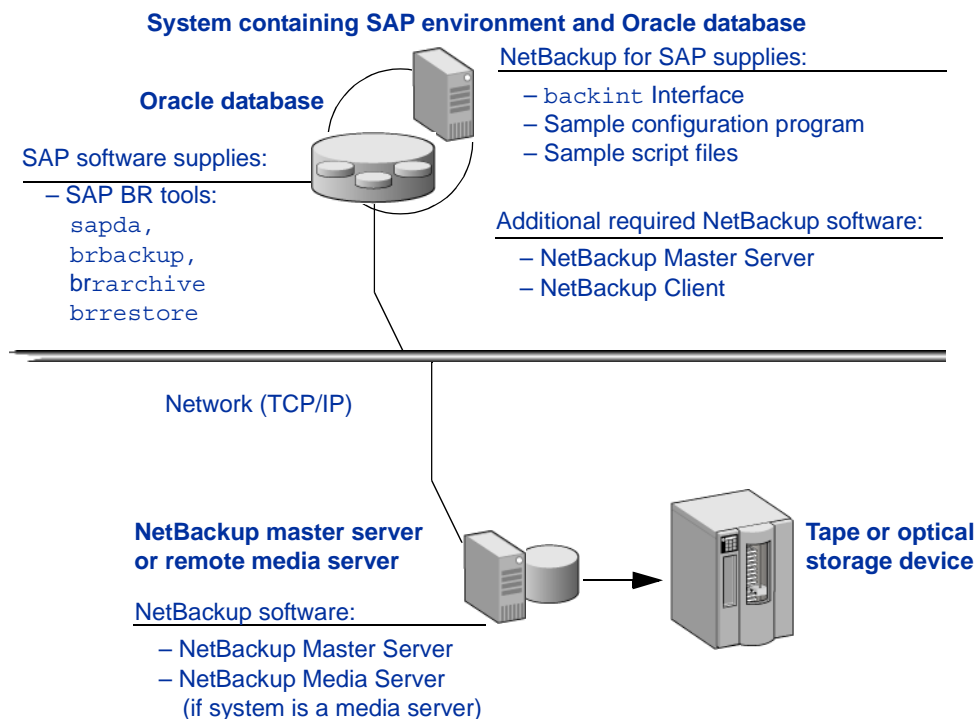 System containing SAP environment and Oracle database
NetBackup for SAP supplies:
– backint Interface
– Sample configuration program
– Sample script files
Oracle database
SAP software supplies:
– SAP BR tools:
sapda,
brbackup,
brrarchive
brrestore
Additional required NetBackup software:
– NetBackup Master Server
– NetBackup Client
Network (TCP/IP)
NetBackup master server
or remote media server
Tape or optical
storage device
NetBackup software:
– NetBackup Master Server
– NetBackup Media Server
(if system is a media server)